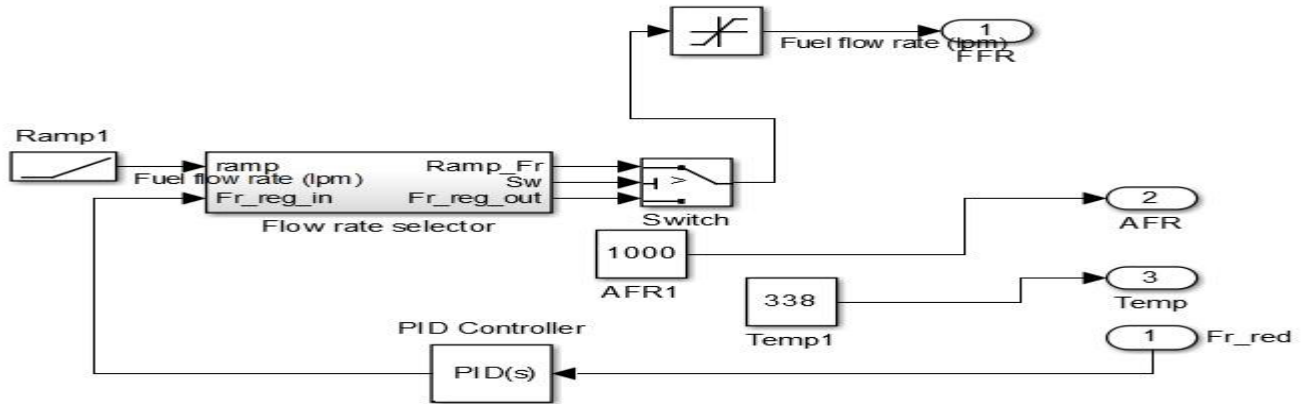 1
Fuel flow rate (lpm)
FFR
Ramp1
ramp
Fuel flow rate (lpm)
Fr_reg_in
Ramp_Fr
Sw
Fr_reg_out
Flow rate selector
>
Switch
2
AFR
1000
AFR1
3
Temp
338
Temp1
1
Fr_red
PID Controller
PID(s)